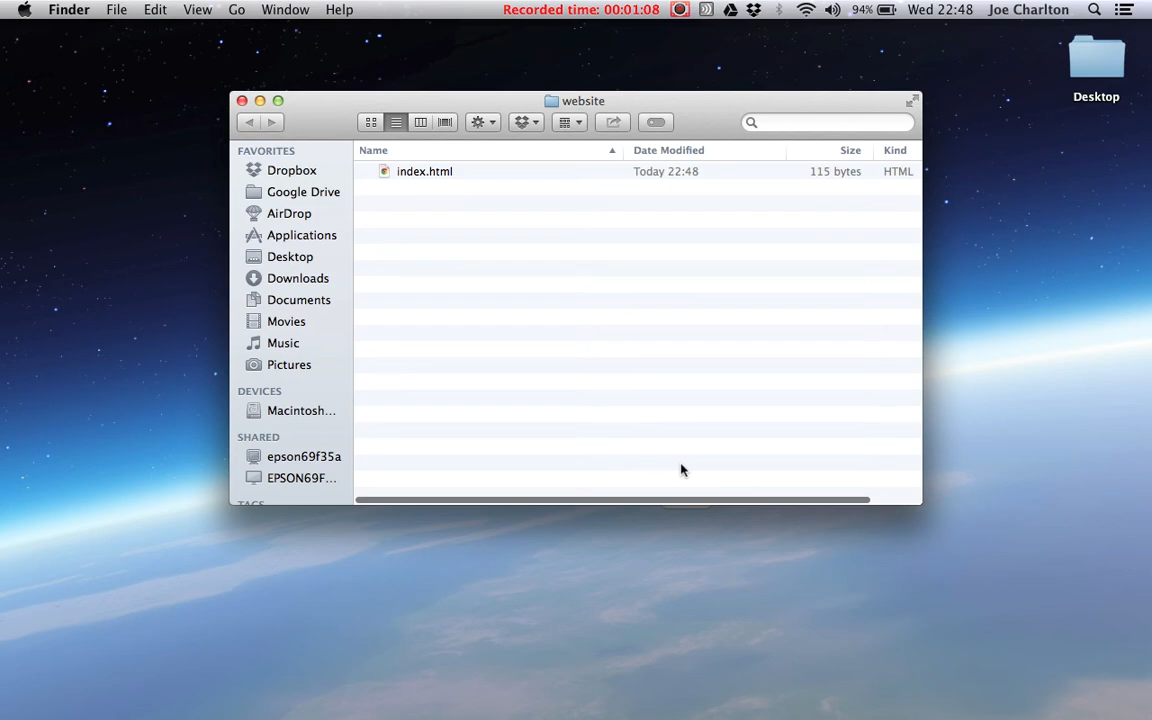 Finder File Edit View Go Window Help Recorded time: 00:01:08 94% Wed 22:48 Joe Charlton
Desktop
website
FAVORITES
Dropbox
Google Drive
AirDrop
Applications
Desktop
Downloads
Documents
Movies
Music
Pictures
DEVICES
Macintosh...
SHARED
epson69f35a
EPSON69F...
TAGS
Name Date Modified Size Kind
index.html Today 22:48 115 bytes HTML